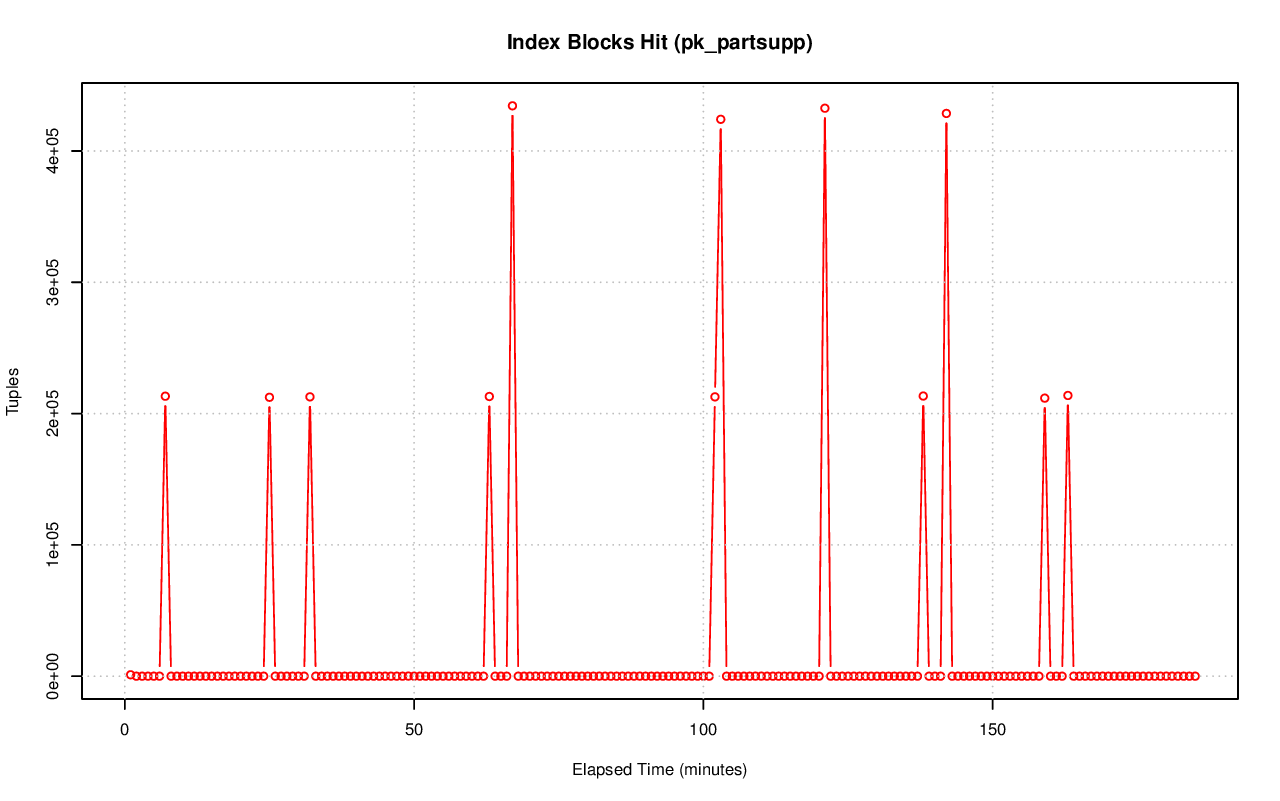 Index Blocks Hit (pk_partsupp)
Tuples
4e+05
3e+05
2e+05
1e+05
0e+00
0 50 100 150
Elapsed Time (minutes)